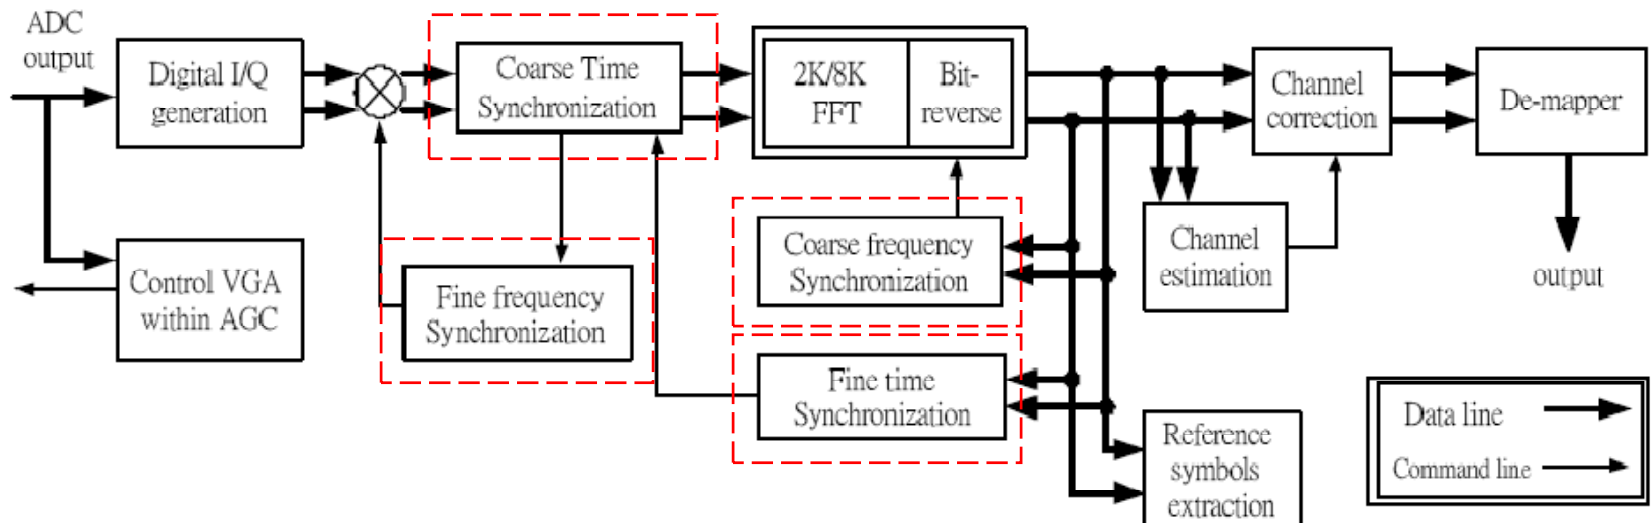 ADC
output
Digital I/Q
generation
Coarse Time
Synchronization
2K/8K
FFT
Bit-
reverse
Channel
correction
De-mapper
Control VGA
within AGC
Fine frequency
Synchronization
Coarse frequency
Synchronization
Channel
estimation
output
Fine time
Synchronization
Reference
symbols
extraction
Data line
Command line